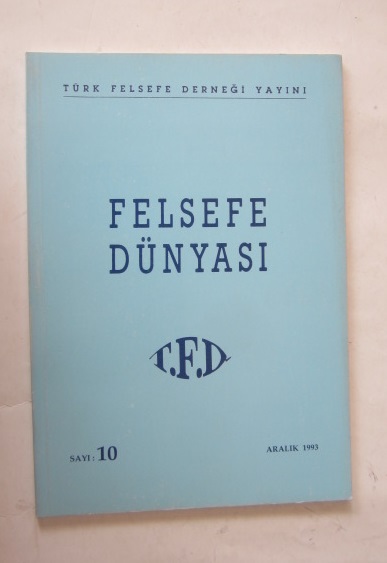 TÜRK FELSEFE DERNEĞİ YAYINI
FELSEFE
DÜNYASI
T.F.D.
SAYI: 10
ARALIK 1993